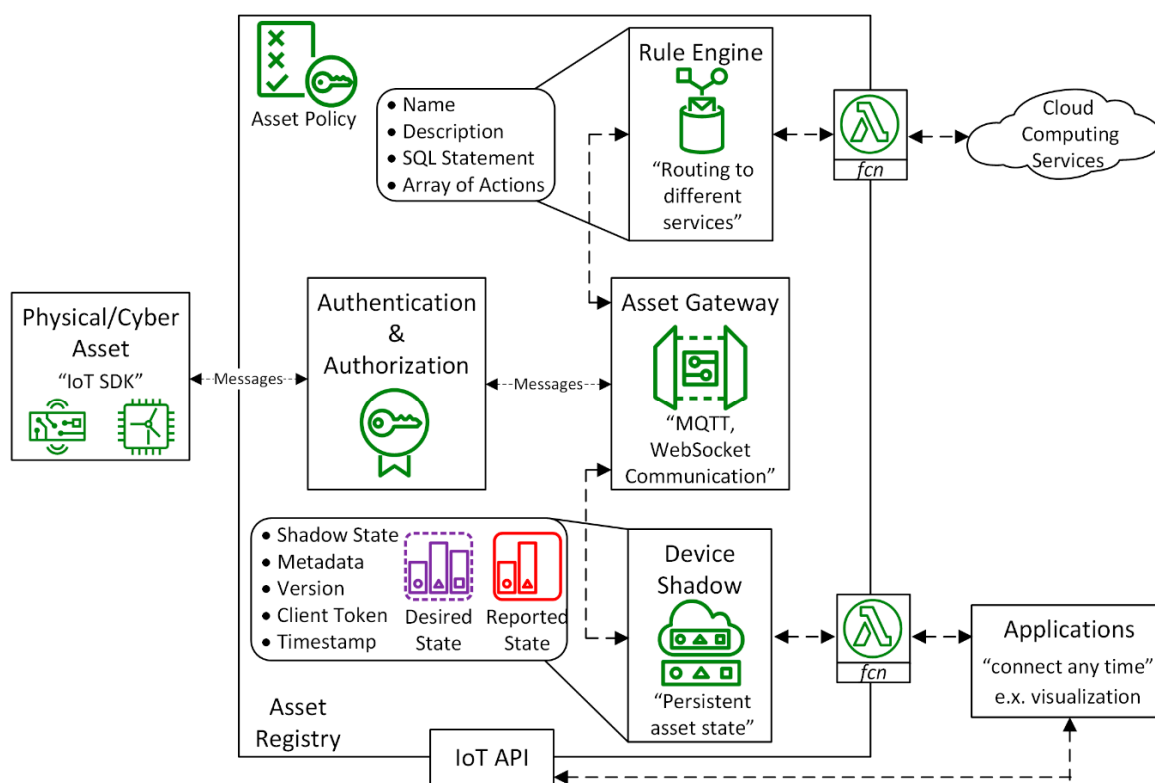 Asset Policy
• Name
• Description
• SQL Statement
• Array of Actions
Rule Engine
“Routing to
different
services”
fcn
Cloud
Computing
Services
Physical/Cyber
Asset
“IoT SDK”
Messages
Authentication
&
Authorization
Messages
Asset Gateway
“MQTT,
WebSocket
Communication”
• Shadow State
• Metadata
• Version
• Client Token
• Timestamp
Desired
State
Reported
State
Device
Shadow
“Persistent
asset state”
fcn
Applications
“connect any time”
e.x. visualization
Asset
Registry
IoT API